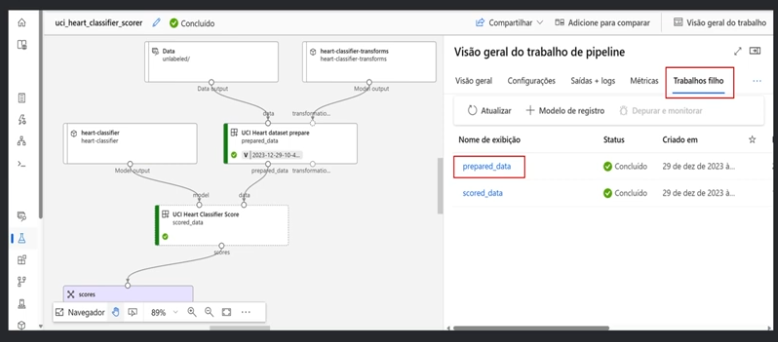 uci_heart_classifier_scorer
Concluído
Compartilhar
Adicione para comparar
Visão geral do trabalho
Data
unlabeled/
Data output
heart-classifier-transforms
heart-classifier-transforms
Model output
data
transformatio...
heart-classifier
heart-classifier
Model output
UCI Heart dataset prepare
prepared_data
2023-12-29-10-4...
prepared_data
transformatio...
model
data
UCI Heart Classifier Score
scored_data
scores
scores
Navegador
89%
Visão geral do trabalho de pipeline
Visão geral
Configurações
Saídas + logs
Métricas
Trabalhos filho
Atualizar
Modelo de registro
Depurar e monitorar
Nome de exibição
Status
Criado em
prepared_data
Concluído
29 de dez de 2023 à...
scored_data
Concluído
29 de dez de 2023 à...